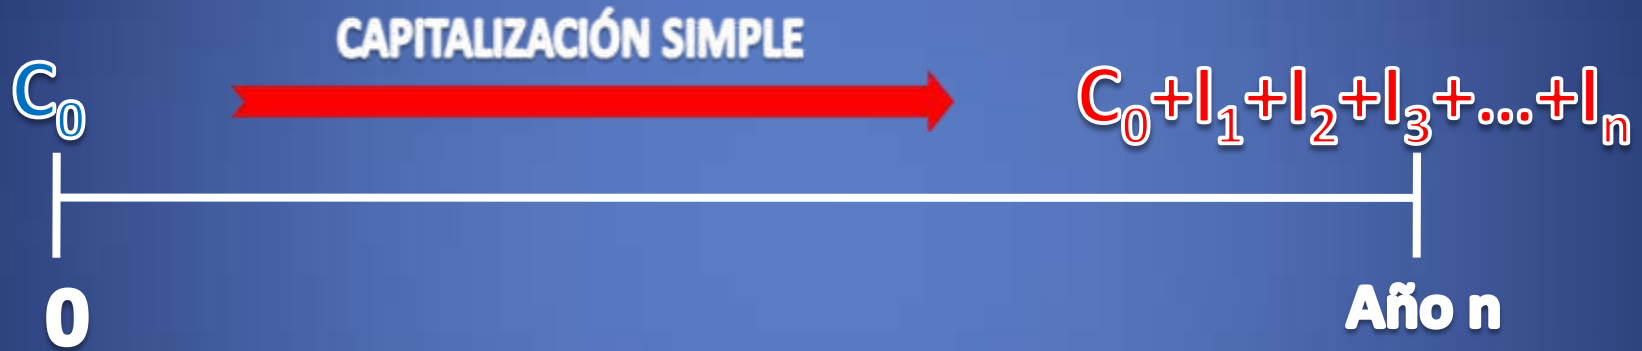 CAPITALIZACIÓN SIMPLE
C₀
C₀+I₁+I₂+I₃+...+Iₙ
0
Año n